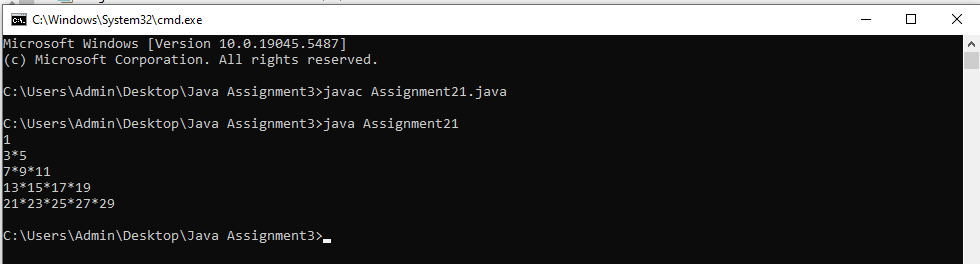 C:\Windows\System32\cmd.exe
Microsoft Windows [Version 10.0.19045.5487]
(c) Microsoft Corporation. All rights reserved.
C:\Users\Admin\Desktop\Java Assignment3>javac Assignment21.java
C:\Users\Admin\Desktop\Java Assignment3>java Assignment21
1
3*5
7*9*11
13*15*17*19
21*23*25*27*29
C:\Users\Admin\Desktop\Java Assignment3>